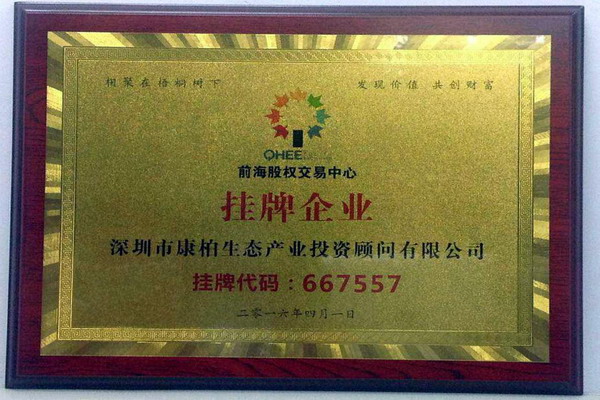 相聚在梧桐树下
发现价值 共创财富
QHEE
前海股权交易中心
挂牌企业
深圳市康柏生态产业投资顾问有限公司
挂牌代码：667557
二零一六年四月一日